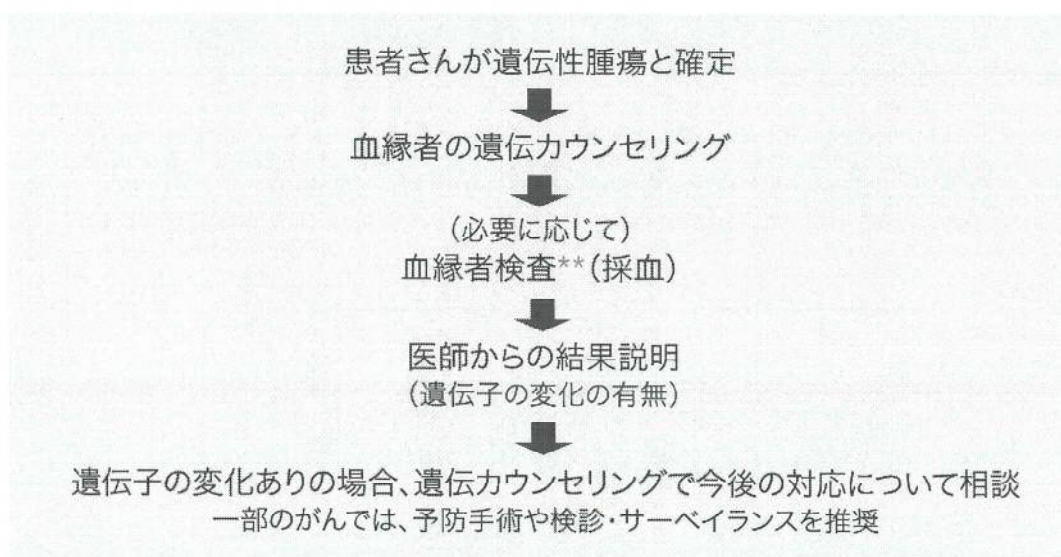 患者さんが遺伝性腫瘍と確定
血縁者の遺伝カウンセリング
(必要に応じて)
血縁者検査**(採血)
医師からの結果説明
(遺伝子の変化の有無)
遺伝子の変化ありの場合、遺伝カウンセリングで今後の対応について相談
一部のがんでは、予防手術や検診・サーベイランスを推奨